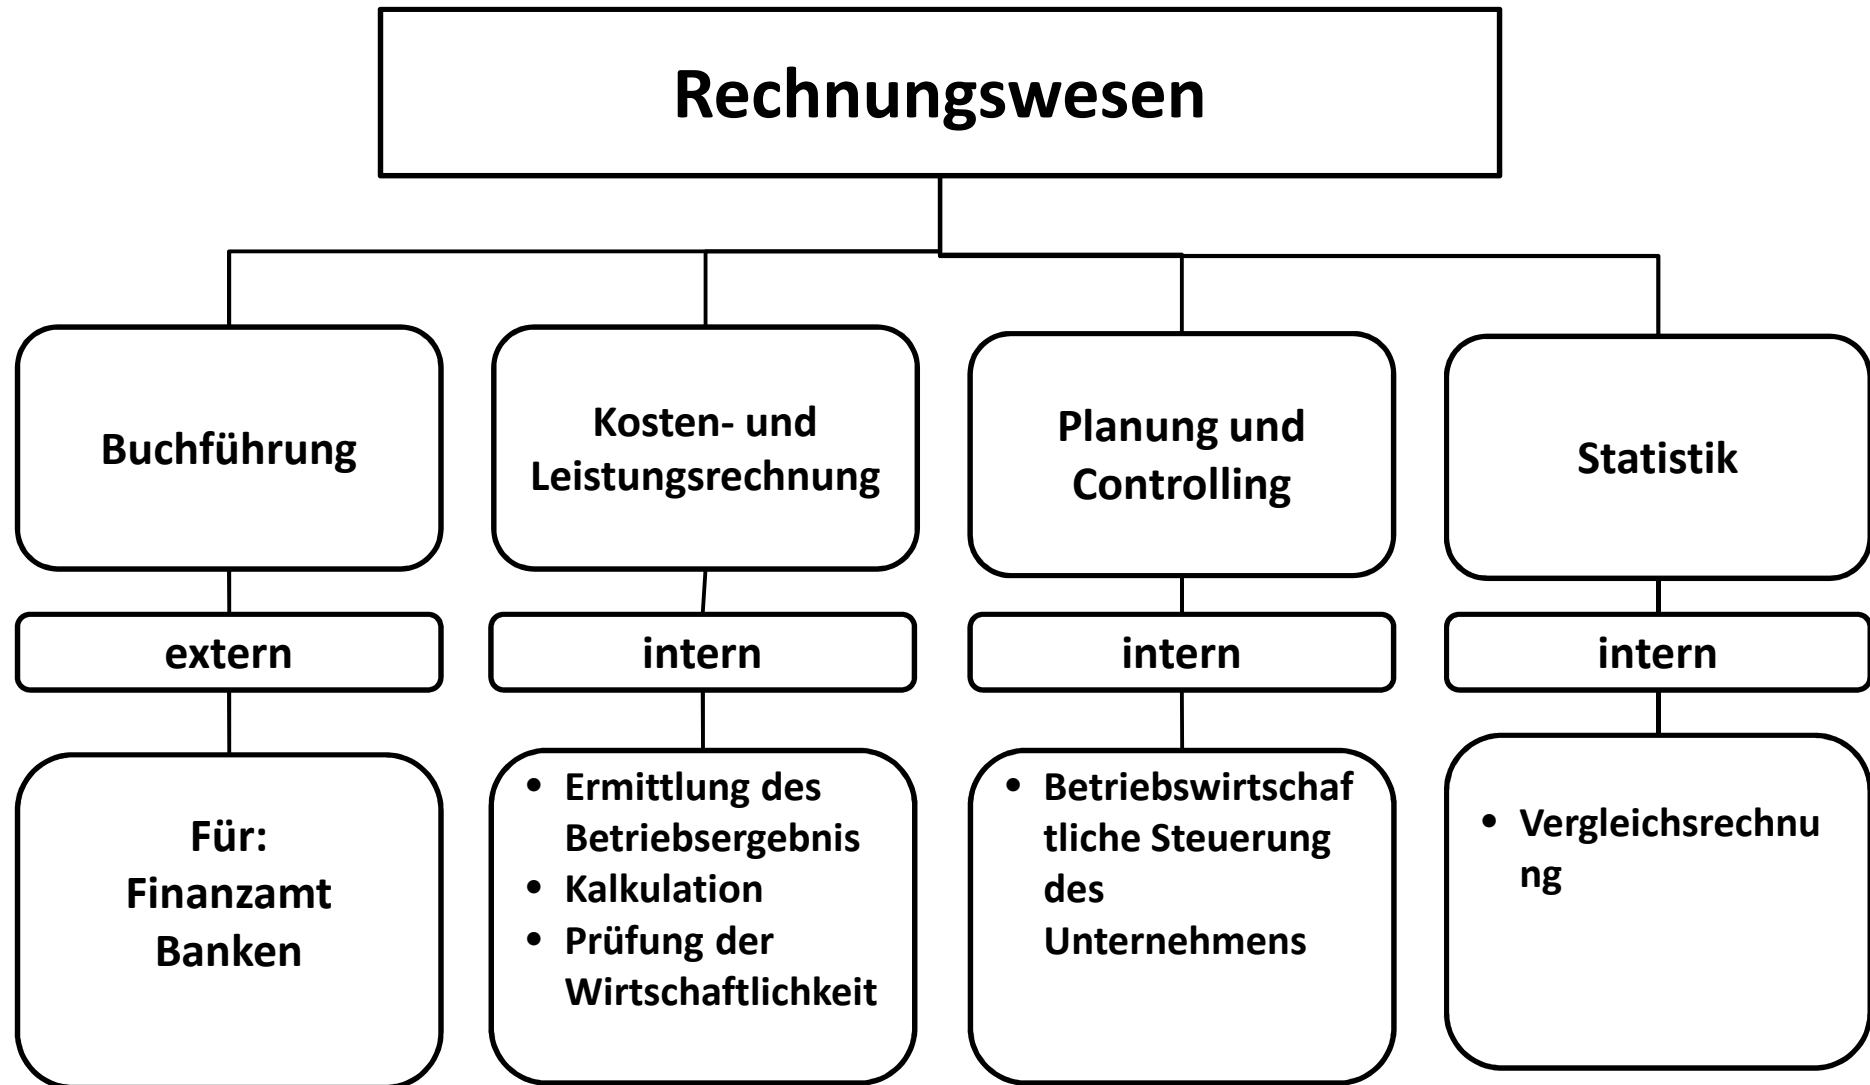 Rechnungswesen
Buchführung
Kosten- und
Leistungsrechnung
Planung und
Controlling
Statistik
extern
intern
intern
intern
Für:
Finanzamt
Banken
• Ermittlung des
Betriebsergebnis
• Kalkulation
• Prüfung der
Wirtschaftlichkeit
• Betriebswirtschaf
tliche Steuerung
des
Unternehmens
• Vergleichsrechnu
ng